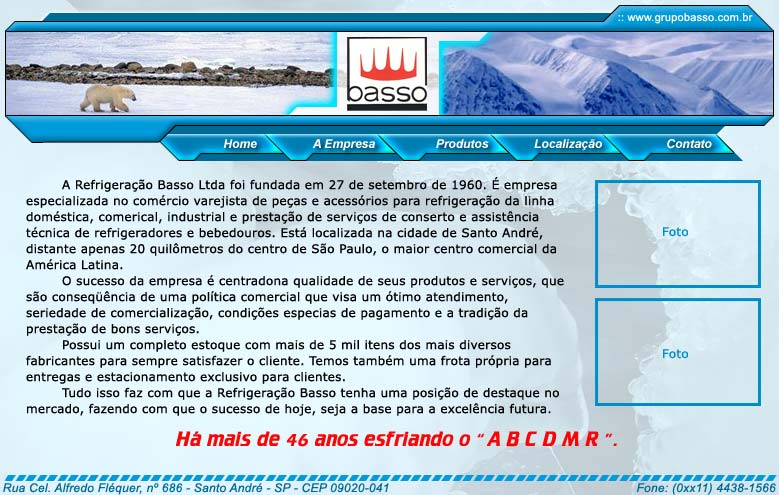 :: www.grupobasso.com.br
basso
Home A Empresa Produtos Localização Contato
A Refrigeração Basso Ltda foi fundada em 27 de setembro de 1960. É empresa
especializada no comércio varejista de peças e acessórios para refrigeração da linha
doméstica, comerical, industrial e prestação de serviços de conserto e assistência
técnica de refrigeradores e bebedouros. Está localizada na cidade de Santo André,
distante apenas 20 quilômetros do centro de São Paulo, o maior centro comercial da
América Latina.
O sucesso da empresa é centradona qualidade de seus produtos e serviços, que
são conseqüência de uma política comercial que visa um ótimo atendimento,
seriedade de comercialização, condições especias de pagamento e a tradição da
prestação de bons serviços.
Possui um completo estoque com mais de 5 mil itens dos mais diversos
fabricantes para sempre satisfazer o cliente. Temos também uma frota própria para
entregas e estacionamento exclusivo para clientes.
Tudo isso faz com que a Refrigeração Basso tenha uma posição de destaque no
mercado, fazendo com que o sucesso de hoje, seja a base para a excelência futura.
Foto
Foto
Há mais de 46 anos esfriando o “ A B C D M R ”.
Rua Cel. Alfredo Fléquer, nº 686 - Santo André - SP - CEP 09020-041
Fone: (0xx11) 4438-1566